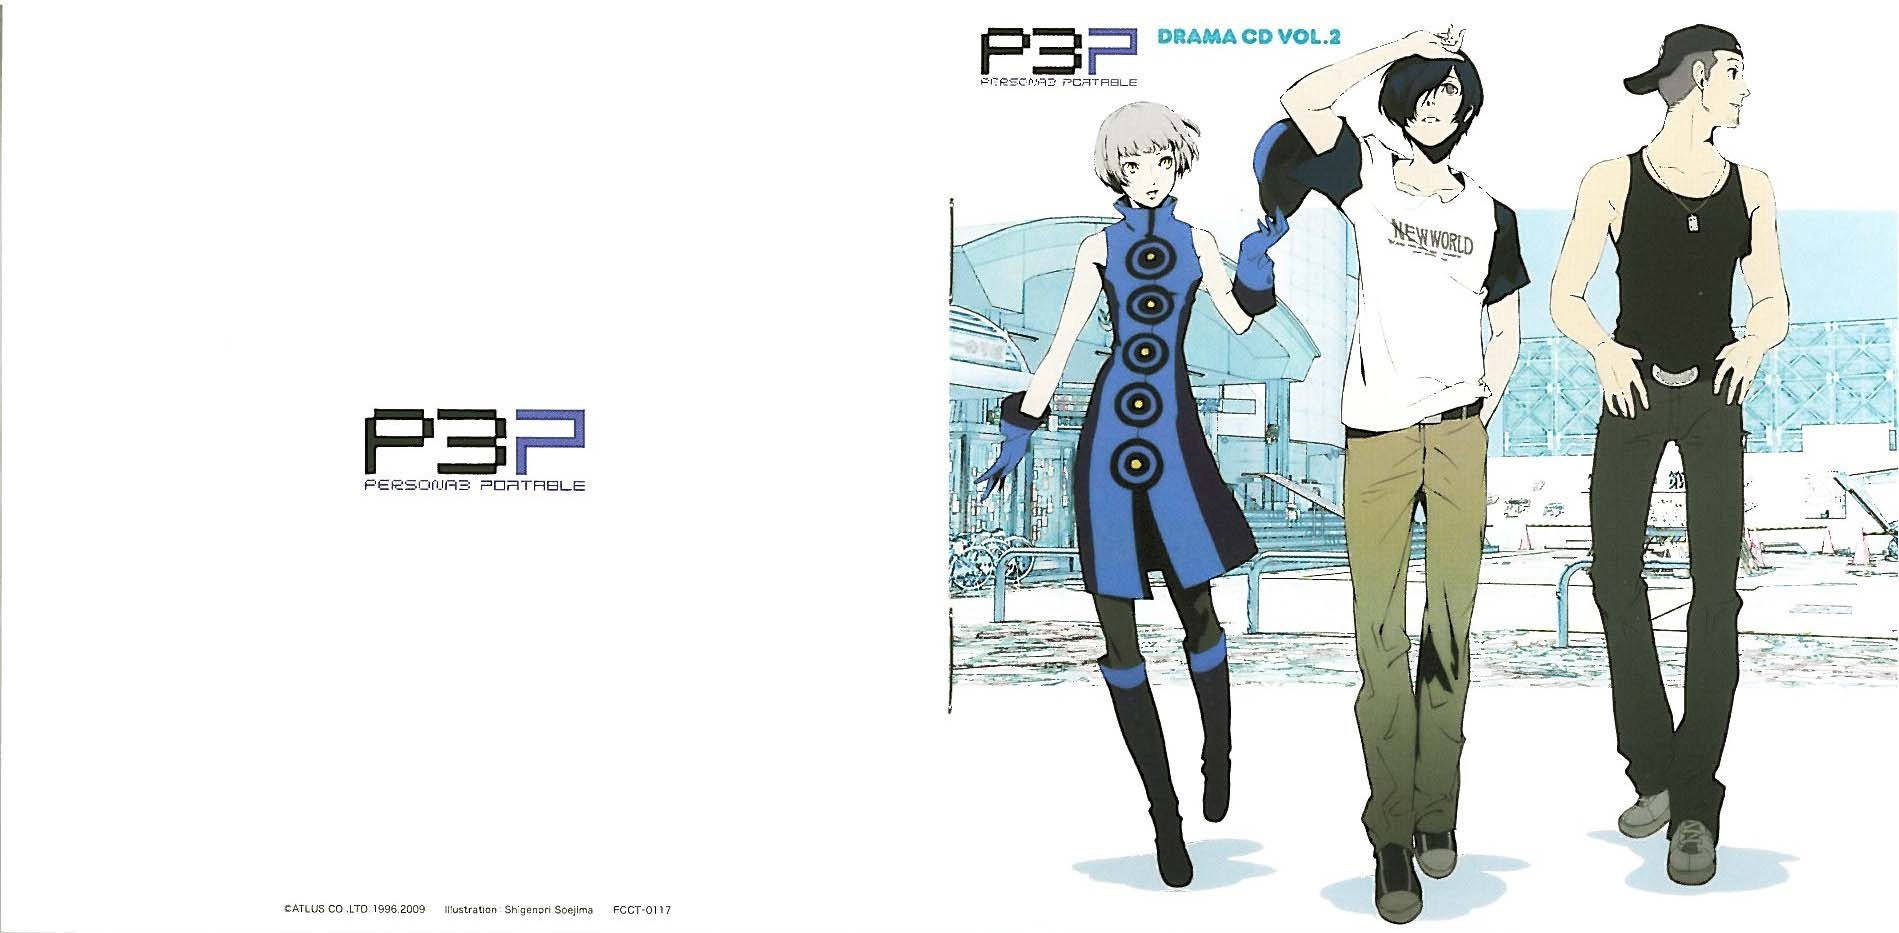 P3P
PERSONA3 PORTABLE
©ATLUS CO.,LTD. 1996,2009 Illustration : Shigenori Soejima FCCT-0117
P3P
PERSONA3 PORTABLE
DRAMA CD VOL.2
NEW WORLD